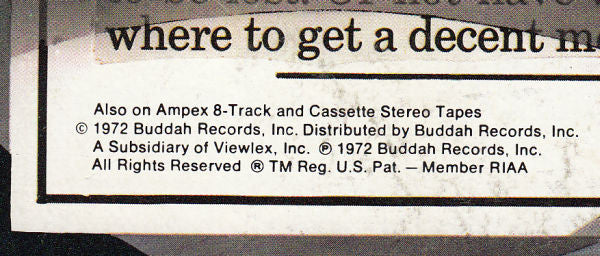 where to get a decent
Also on Ampex 8-Track and Cassette Stereo Tapes
© 1972 Buddah Records, Inc. Distributed by Buddah Records, Inc.
A Subsidiary of Viewlex, Inc. ℗ 1972 Buddah Records, Inc.
All Rights Reserved ® TM Reg. U.S. Pat. — Member RIAA